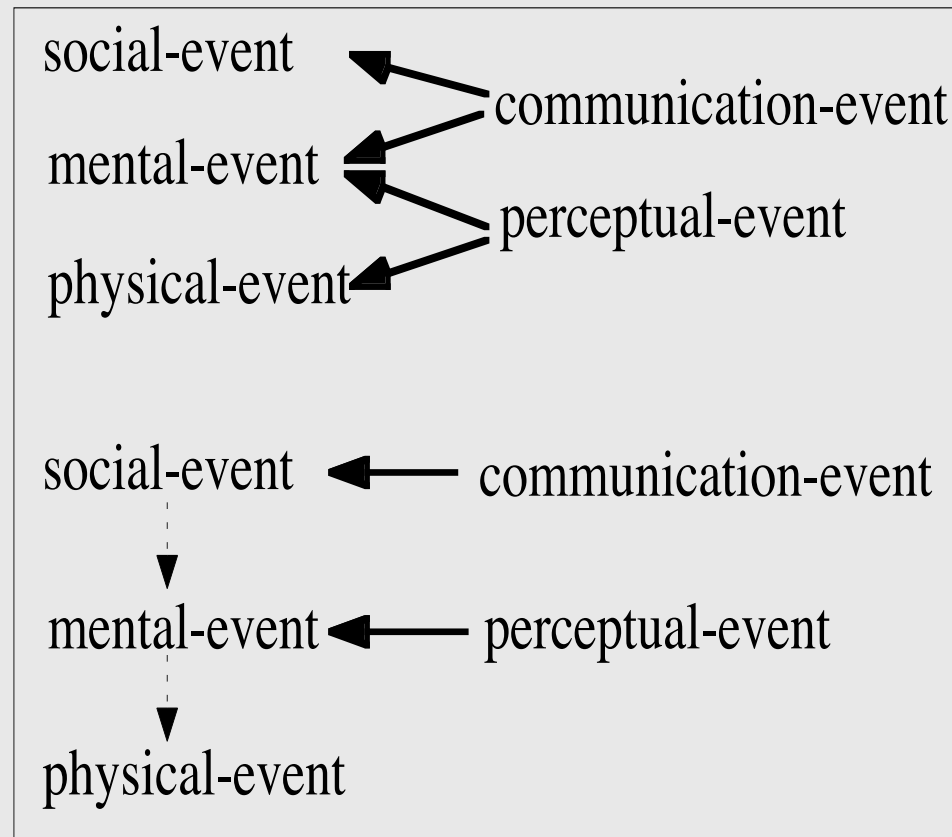 social-event
communication-event
mental-event
perceptual-event
physical-event
social-event
communication-event
mental-event
perceptual-event
physical-event